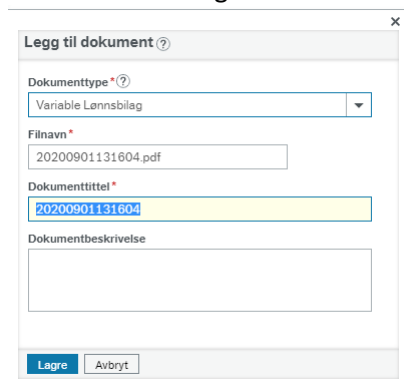 Legg til dokument ?
Dokumenttype * ?
Variable Lønnsbilag
Filnavn *
20200901131604.pdf
Dokumenttittel *
20200901131604
Dokumentbeskrivelse
Lagre Avbryt